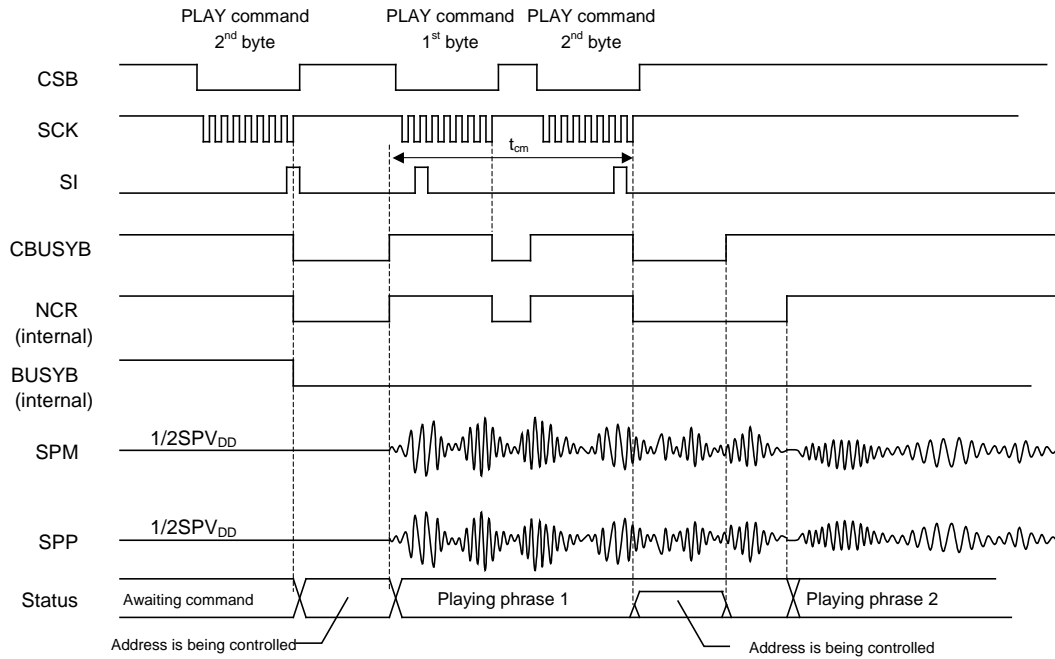 PLAY command
2nd byte
PLAY command
1st byte
PLAY command
2nd byte
CSB
SCK
tcm
SI
CBUSYB
NCR
(internal)
BUSYB
(internal)
1/2SPVDD
SPM
1/2SPVDD
SPP
Status
Awaiting command
Playing phrase 1
Playing phrase 2
Address is being controlled
Address is being controlled